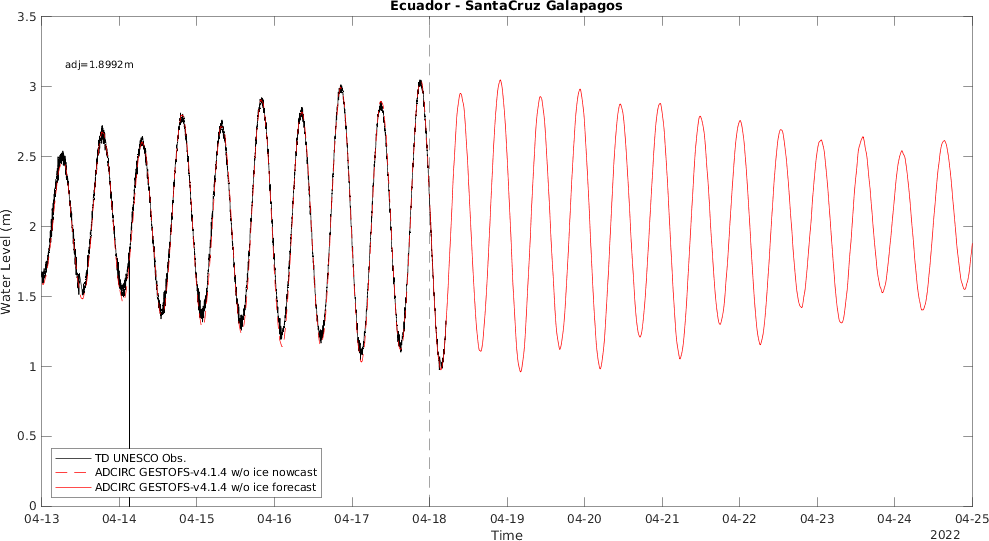 Ecuador - SantaCruz Galapagos
3.5
adj=1.8992m
3
2.5
2
1.5
1
0.5
0
Water Level (m)
TD UNESCO Obs.
ADCIRC GESTOFS-v4.1.4 w/o ice nowcast
ADCIRC GESTOFS-v4.1.4 w/o ice forecast
04-13 04-14 04-15 04-16 04-17 04-18 04-19 04-20 04-21 04-22 04-23 04-24 04-25
Time
2022